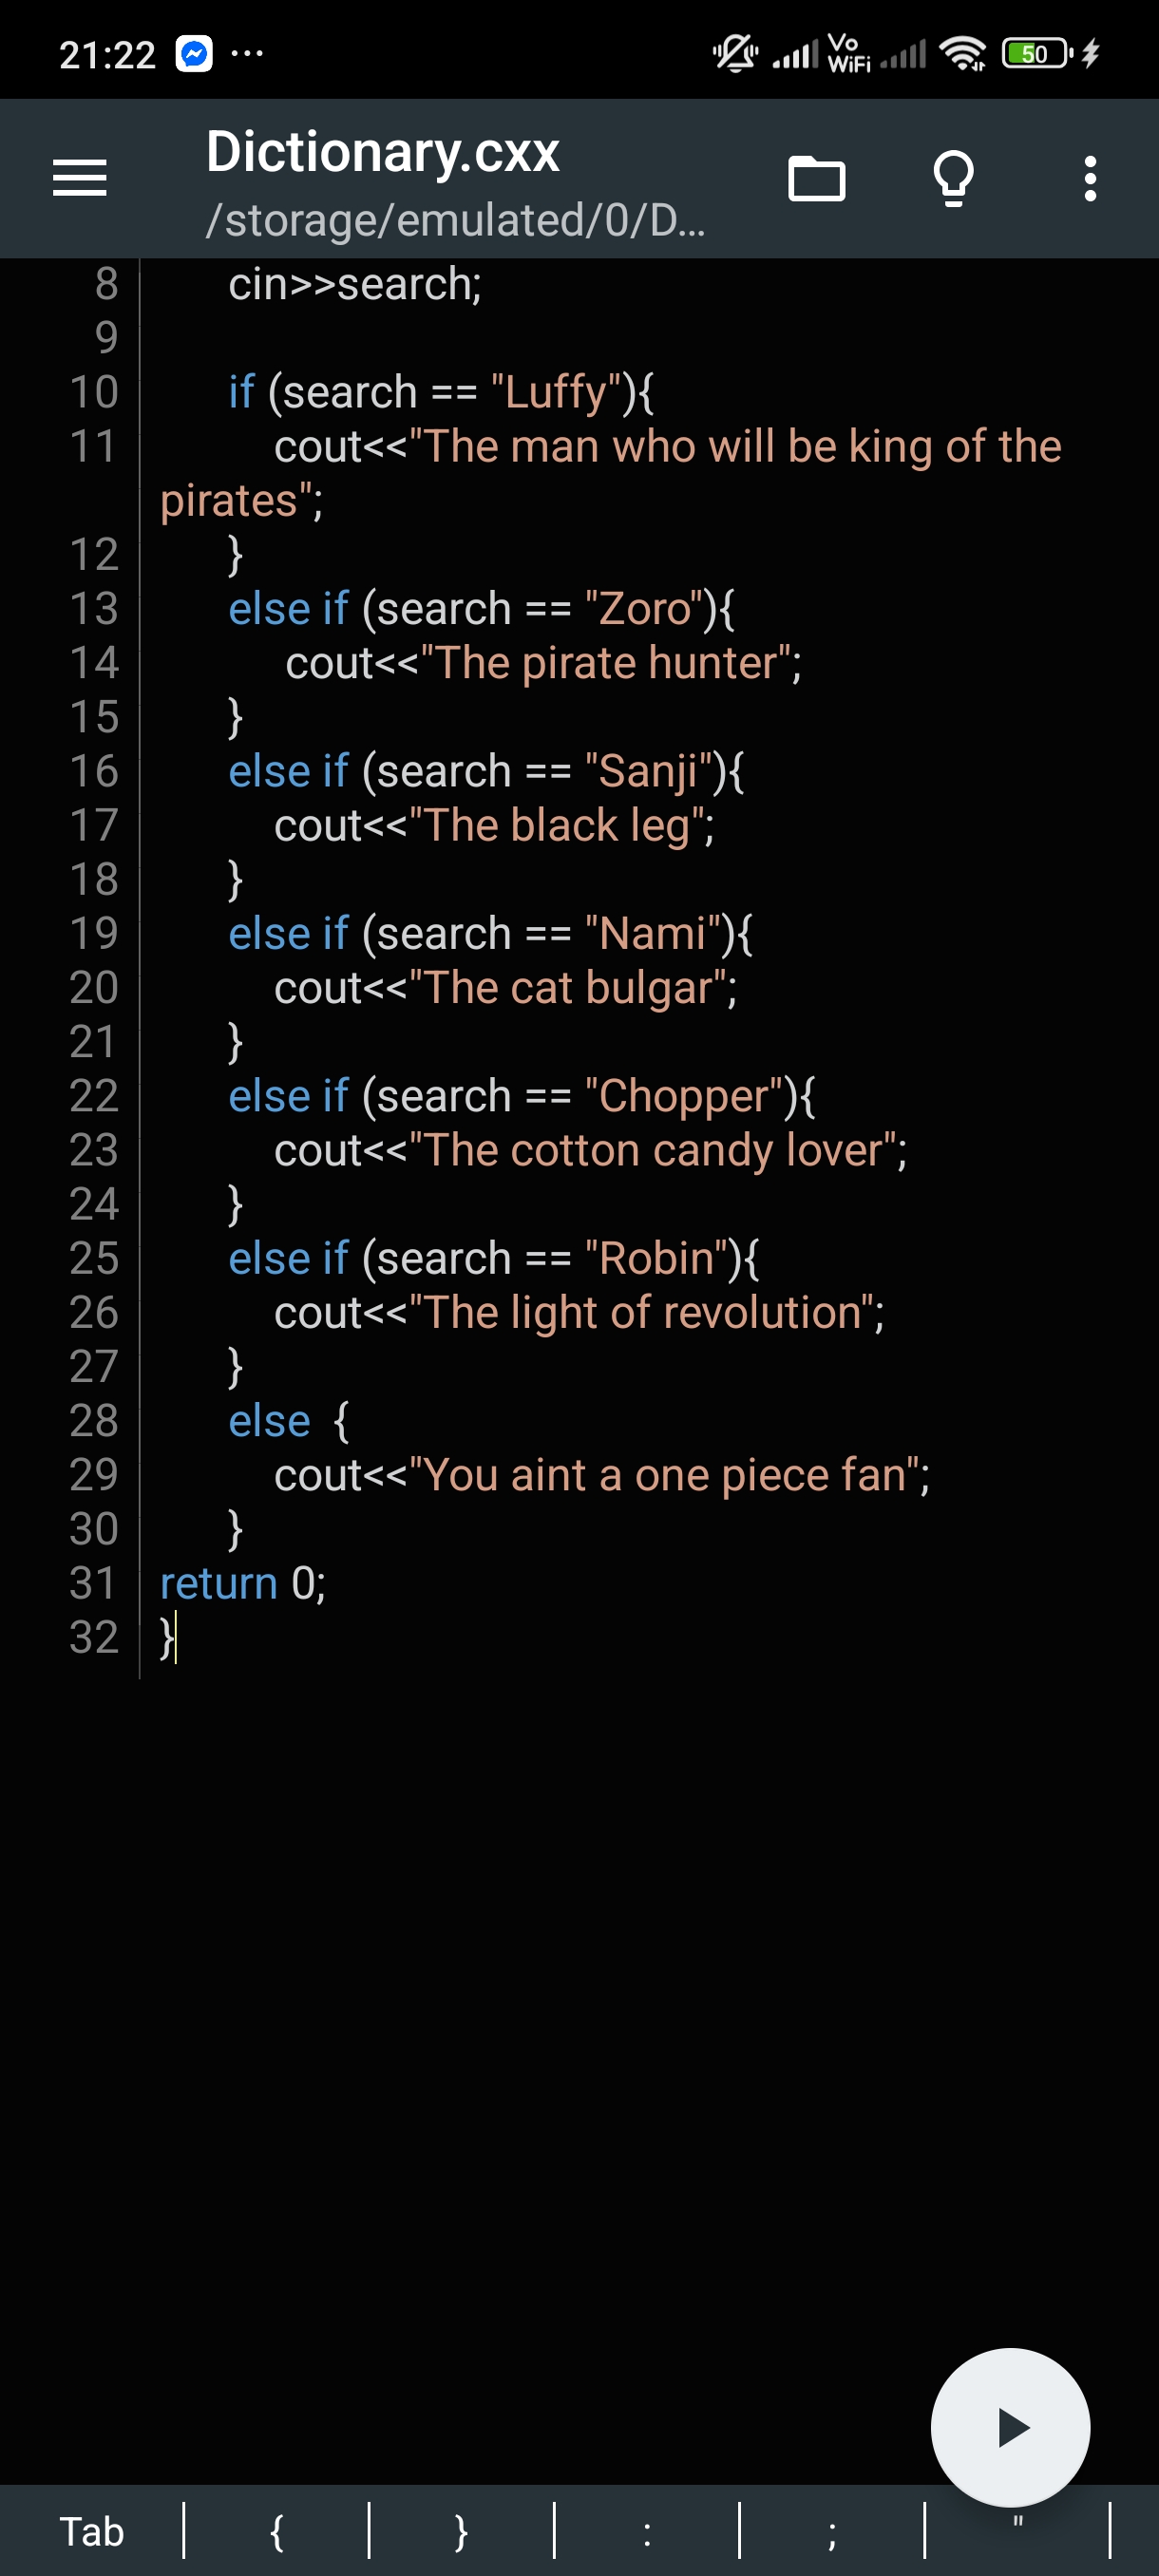 21:22 ...
Vo
WiFi
50
Dictionary.cxx
/storage/emulated/0/D...
8 cin>>search;
9
10 if (search == "Luffy"){
11 cout<<"The man who will be king of the
pirates";
12 }
13 else if (search == "Zoro"){
14 cout<<"The pirate hunter";
15 }
16 else if (search == "Sanji"){
17 cout<<"The black leg";
18 }
19 else if (search == "Nami"){
20 cout<<"The cat bulgar";
21 }
22 else if (search == "Chopper"){
23 cout<<"The cotton candy lover";
24 }
25 else if (search == "Robin"){
26 cout<<"The light of revolution";
27 }
28 else {
29 cout<<"You aint a one piece fan";
30 }
31 return 0;
32 }
Tab { } : ; "